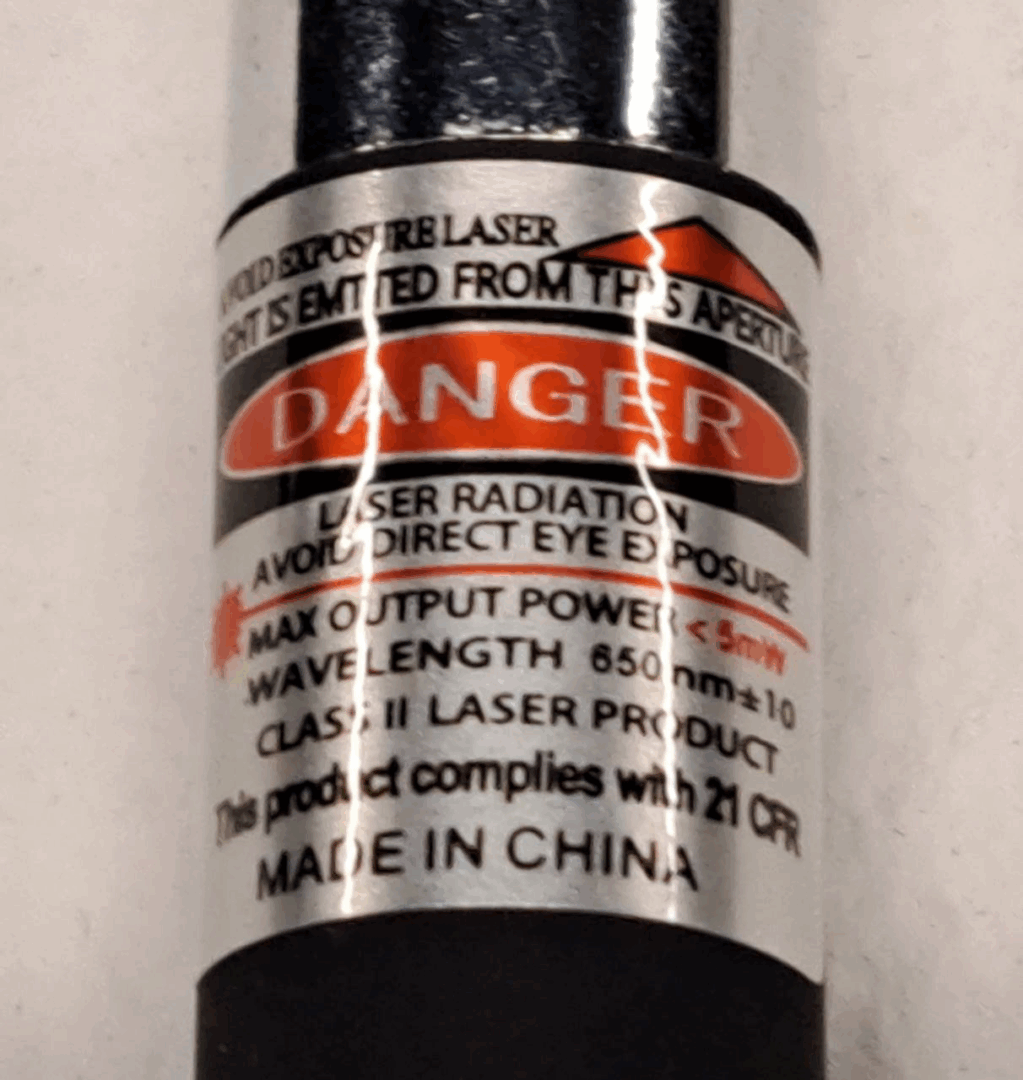 AVOID EXPOSURE LASER
LIGHT IS EMTITED FROM THIS APERTURE
DANGER
LASER RADIATION
AVOID DIRECT EYE EXPOSURE
MAX OUTPUT POWER <5mW
WAVELENGTH 650nm±10
CLASS II LASER PRODUCT
This product complies with 21 CFR
MADE IN CHINA